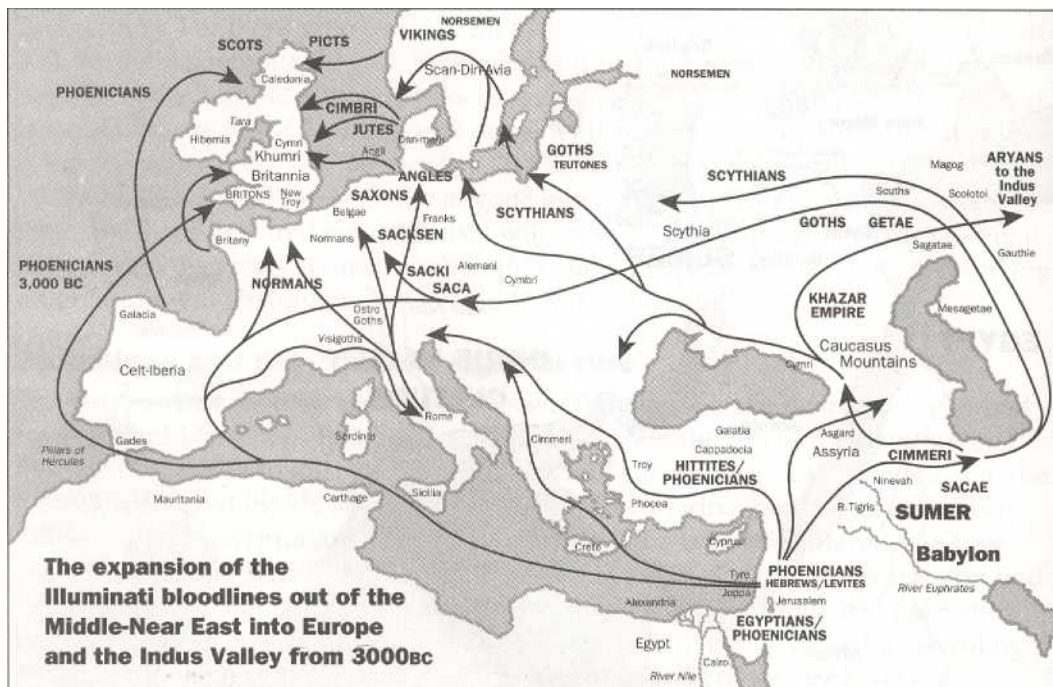 NORSEMEN
VIKINGS
SCOTS
PICTS
Scan-Din-Avia
NORSEMEN
Caledonia
PHOENICIANS
CIMBRI
Tara
JUTES
Dan-mark
Hibernia
Cymri
Angli
Khumri
GOTHS
TEUTONES
Britannia
ANGLES
BRITONS
New
Troy
SAXONS
Magog
ARYANS
to the
Indus
Valley
SCYTHIANS
Scuths
Scolotoi
Belgae
Franks
SCYTHIANS
GOTHS
GETAE
Scythia
Britany
Normans
SACKSEN
Sagatae
Gauthie
PHOENICIANS
3,000 BC
SACKI
SACA
Alemani
Cymbri
NORMANS
Galacia
Ostro
Goths
KHAZAR
EMPIRE
Mesagetae
Visigoths
Caucasus
Mountains
Celt-Iberia
Cymri
Rome
Sardinia
Galatia
Asgard
Gades
Pillars of
Hercules
Cimmeri
Cappadocia
Assyria
CIMMERI
Troy
HITTITES/
PHOENICIANS
Ninevah
SACAE
Mauritania
Carthage
Sicilia
Phocea
R. Tigris
SUMER
Crete
Cyprus
Babylon
The expansion of the
Illuminati bloodlines out of the
Middle-Near East into Europe
and the Indus Valley from 3000BC
Tyre
Joppa
PHOENICIANS
HEBREWS/LEVITES
River Euphrates
Alexandria
Jerusalem
EGYPTIANS/
PHOENICIANS
Egypt
Cairo
River Nile